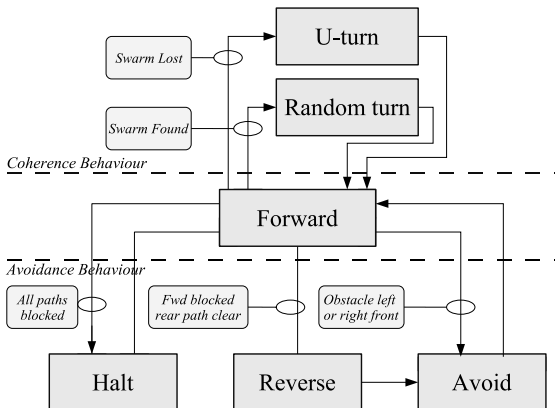 U-turn
Swarm Lost
Random turn
Swarm Found
Coherence Behaviour
Forward
Avoidance Behaviour
All paths
blocked
Fwd blocked
rear path clear
Obstacle left
or right front
Halt
Reverse
Avoid